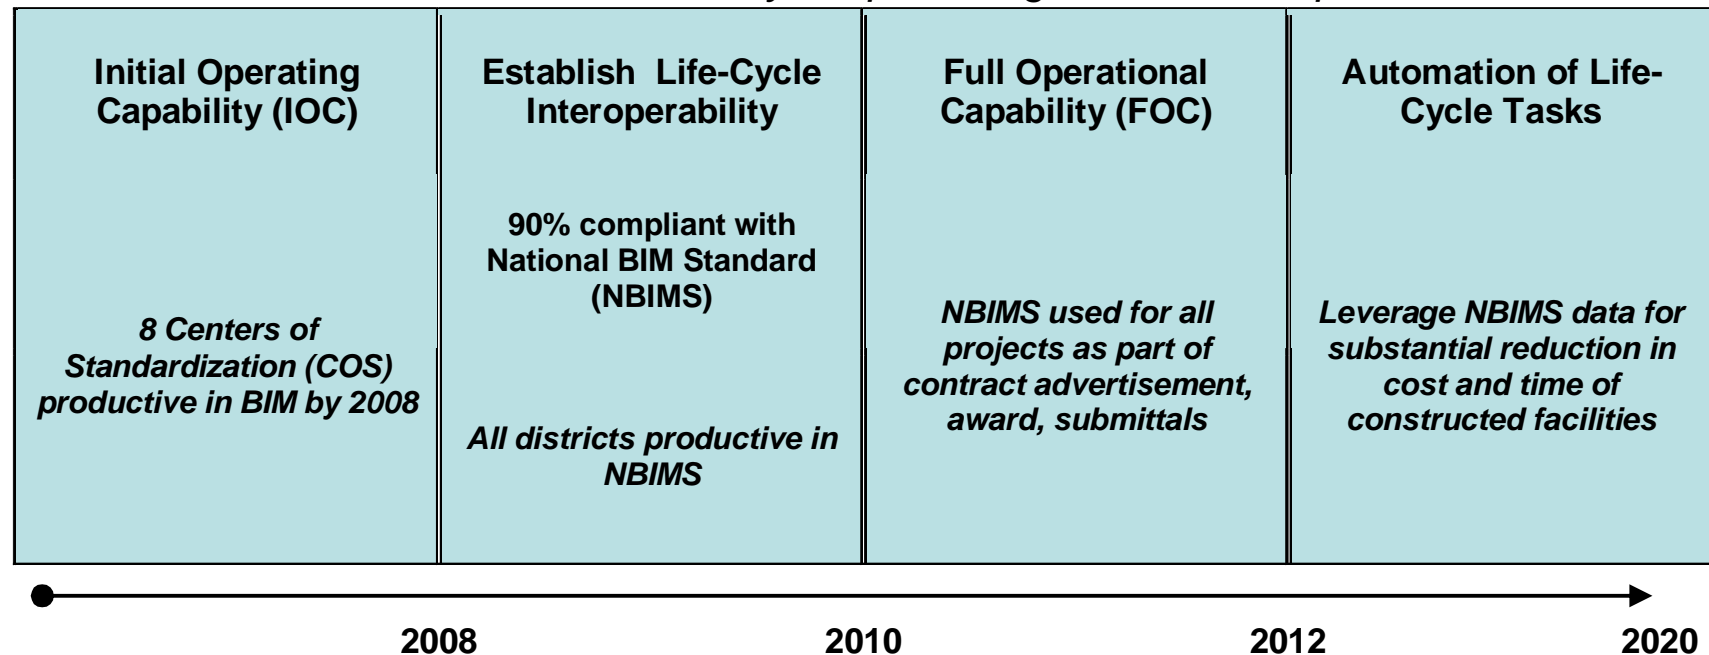 Initial Operating
Capability (IOC)
8 Centers of
Standardization (COS)
productive in BIM by 2008
Establish Life-Cycle
Interoperability
90% compliant with
National BIM Standard
(NBIMS)
All districts productive in
NBIMS
Full Operational
Capability (FOC)
NBIMS used for all
projects as part of
contract advertisement,
award, submittals
Automation of Life-
Cycle Tasks
Leverage NBIMS data for
substantial reduction in
cost and time of
constructed facilities
2008 2010 2012 2020